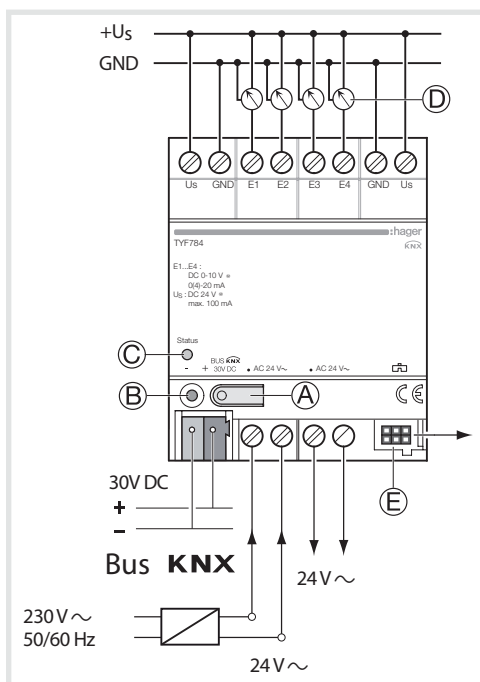 +Us
GND
D
Us GND E1 E2 E3 E4 GND Us
:hager
TYF784
KNX
E1...E4 :
DC 0-10 V =
0(4)-20 mA
US : DC 24 V =
max. 100 mA
Status
C
- + BUS KNX 30V DC • AC 24 V~ • AC 24 V~
B
A
CE
E
30V DC
+
-
Bus KNX
24 V ~
230 V ~
50/60 Hz
24 V ~